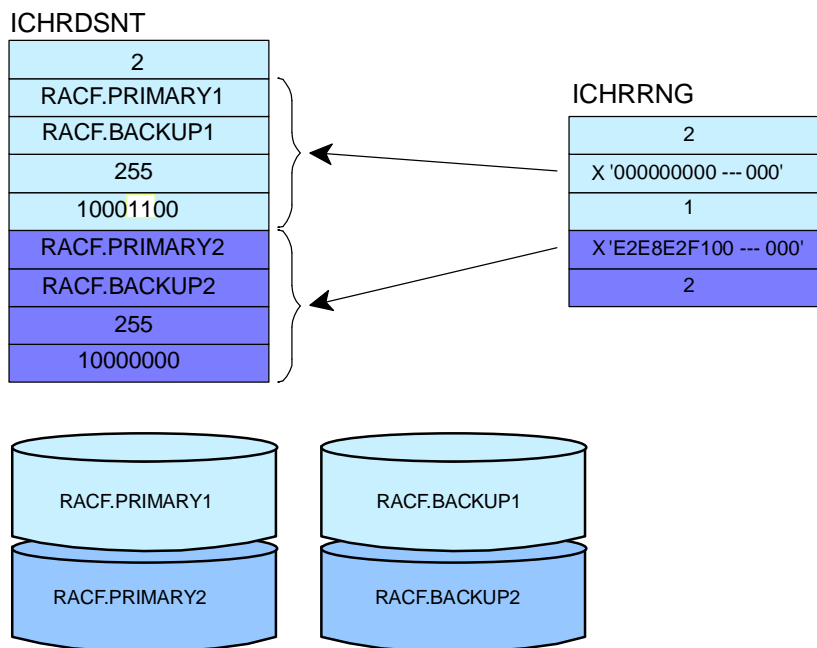 ICHRDSNT
2
RACF.PRIMARY1
RACF.BACKUP1
255
10001100
RACF.PRIMARY2
RACF.BACKUP2
255
10000000
ICHRRNG
2
X '000000000 --- 000'
1
X'E2E8E2F100 --- 000'
2
RACF.PRIMARY1
RACF.BACKUP1
RACF.PRIMARY2
RACF.BACKUP2